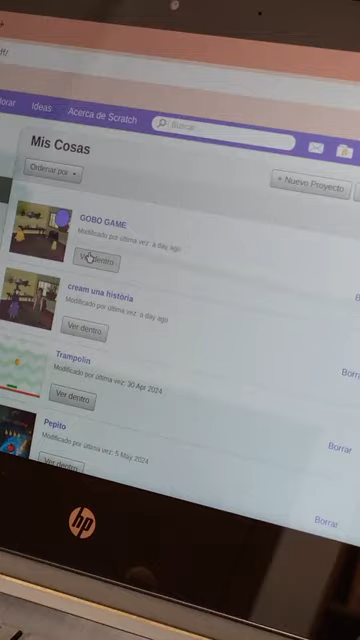 Ideas
Acerca de Scratch
Buscar
Mis Cosas
Ordenar por
+ Nuevo Proyecto
GOBO GAME
Modificado por última vez: a day ago
Ver dentro
cream una història
Modificado por última vez: a day ago
Ver dentro
Trampolin
Modificado por última vez: 30 Apr 2024
Ver dentro
Borra
Pepito
Modificado por última vez: 5 May 2024
Ver dentro
Borrar
Borrar
hp